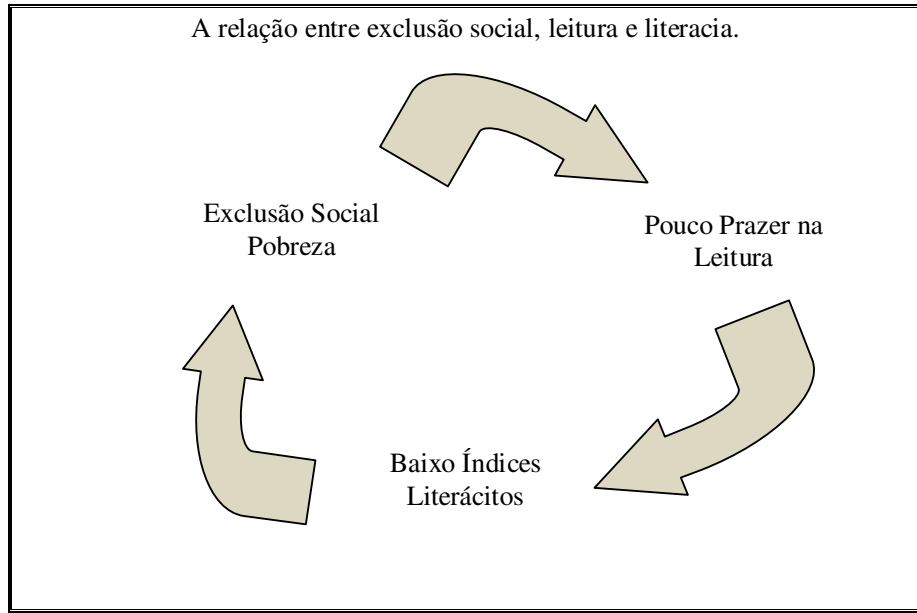 A relação entre exclusão social, leitura e literacia.
Exclusão Social
Pobreza
Pouco Prazer na
Leitura
Baixo Índices
Literácitos